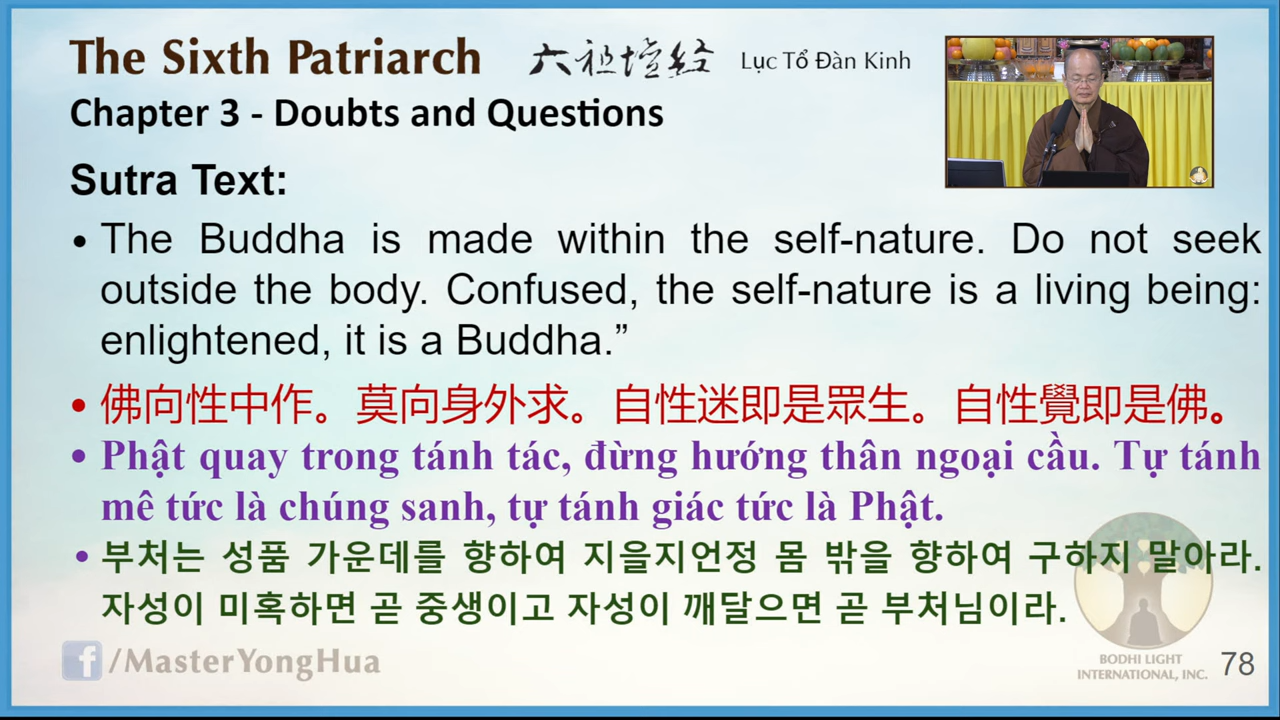 The Sixth Patriarch 六祖壇经 Lục Tổ Đàn Kinh
Chapter 3 - Doubts and Questions
Sutra Text:
• The Buddha is made within the self-nature. Do not seek
outside the body. Confused, the self-nature is a living being:
enlightened, it is a Buddha.”
• 佛向性中作。莫向身外求。自性迷即是眾生。自性覺即是佛。
• Phật quay trong tánh tác, đừng hướng thân ngoại cầu. Tự tánh
mê tức là chúng sanh, tự tánh giác tức là Phật.
• 부처는 성품 가운데를 향하여 지을지언정 몸 밖을 향하여 구하지 말아라.
자성이 미혹하면 곧 중생이고 자성이 깨달으면 곧 부처님이라.
f/MasterYongHua
BODHI LIGHT
INTERNATIONAL, INC.
78